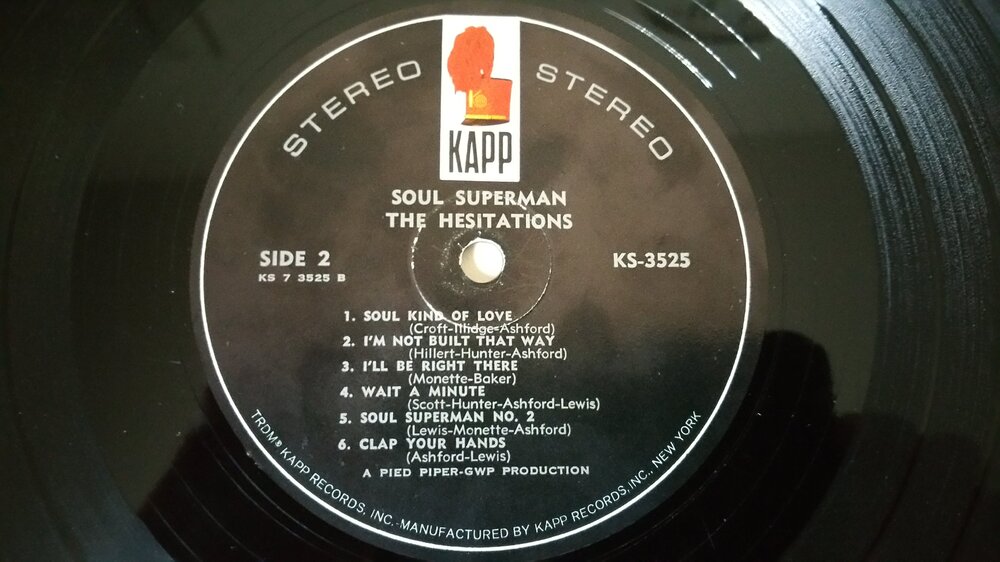 STEREO
STEREO
KAPP
SOUL SUPERMAN
THE HESITATIONS
SIDE 2
KS 7 3525 B
KS-3525
1. SOUL KIND OF LOVE
(Croft-Illidge-Ashford)
2. I'M NOT BUILT THAT WAY
(Hillert-Hunter-Ashford)
3. I'LL BE RIGHT THERE
(Monette-Baker)
4. WAIT A MINUTE
(Scott-Hunter-Ashford-Lewis)
5. SOUL SUPERMAN NO. 2
(Lewis-Monette-Ashford)
6. CLAP YOUR HANDS
(Ashford-Lewis)
A PIED PIPER-GWP PRODUCTION
TRDM® KAPP RECORDS, INC.-MANUFACTURED BY KAPP RECORDS, INC., NEW YORK